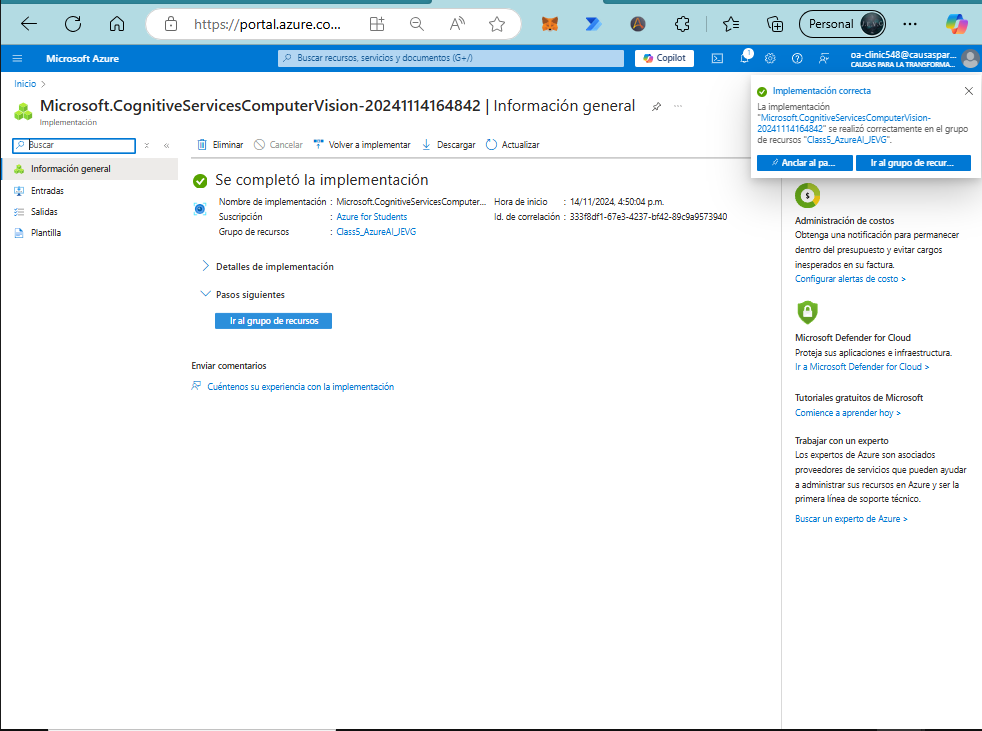 https://portal.azure.co...
Personal
Microsoft Azure
Buscar recursos, servicios y documentos (G+/)
Copilot
1
oa-clinic548@causaspar...
CAUSAS PARA LA TRANSFORMA...
Inicio >
Microsoft.CognitiveServicesComputerVision-20241114164842 | Información general
Implementación
Buscar
Información general
Entradas
Salidas
Plantilla
Eliminar
Cancelar
Volver a implementar
Descargar
Actualizar
Se completó la implementación
Nombre de implementación : Microsoft.CognitiveServicesComputer...
Suscripción : Azure for Students
Grupo de recursos : Class5_AzureAI_JEVG
Hora de inicio : 14/11/2024, 4:50:04 p.m.
Id. de correlación : 333f8df1-67e3-4237-bf42-89c9a9573940
Detalles de implementación
Pasos siguientes
Ir al grupo de recursos
Enviar comentarios
Cuéntenos su experiencia con la implementación
Implementación correcta
La implementación
"Microsoft.CognitiveServicesComputerVision-
20241114164842" se realizó correctamente en el grupo
de recursos "Class5_AzureAI_JEVG".
Anclar al pa...
Ir al grupo de recur...
Administración de costos
Obtenga una notificación para permanecer
dentro del presupuesto y evitar cargos
inesperados en su factura.
Configurar alertas de costo >
Microsoft Defender for Cloud
Proteja sus aplicaciones e infraestructura.
Ir a Microsoft Defender for Cloud >
Tutoriales gratuitos de Microsoft
Comience a aprender hoy >
Trabajar con un experto
Los expertos de Azure son asociados
proveedores de servicios que pueden ayudar
a administrar sus recursos en Azure y ser la
primera línea de soporte técnico.
Buscar un experto de Azure >